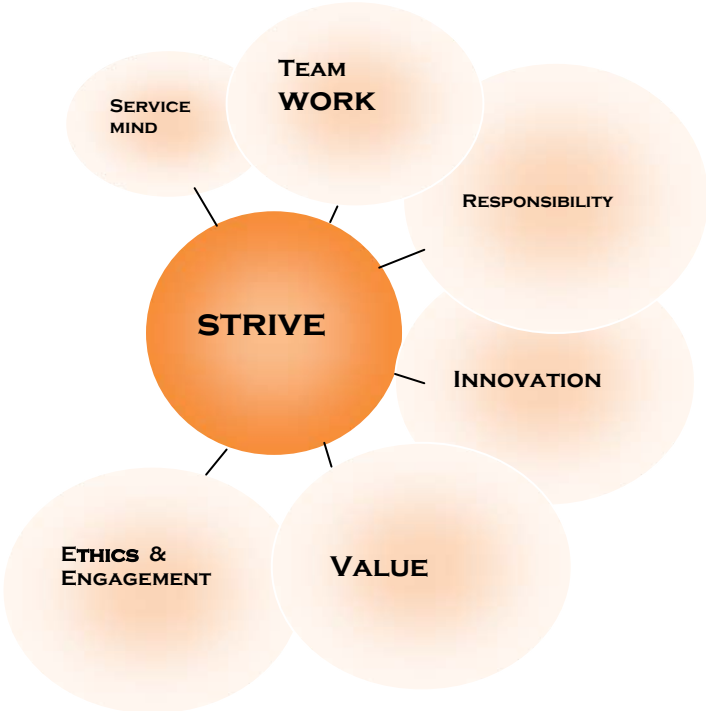 Service
mind
Team
work
Responsibility
STRIVE
Innovation
Value
Ethics &
Engagement